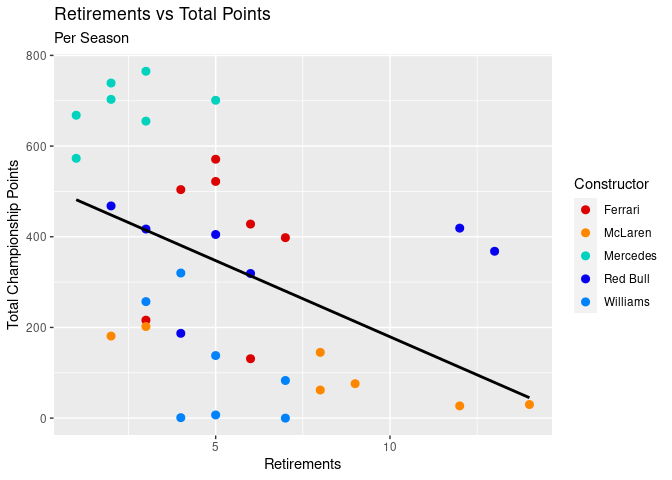 Retirements vs Total Points
Per Season
800
600
400
200
0
5
10
Total Championship Points
Retirements
Constructor
Ferrari
McLaren
Mercedes
Red Bull
Williams